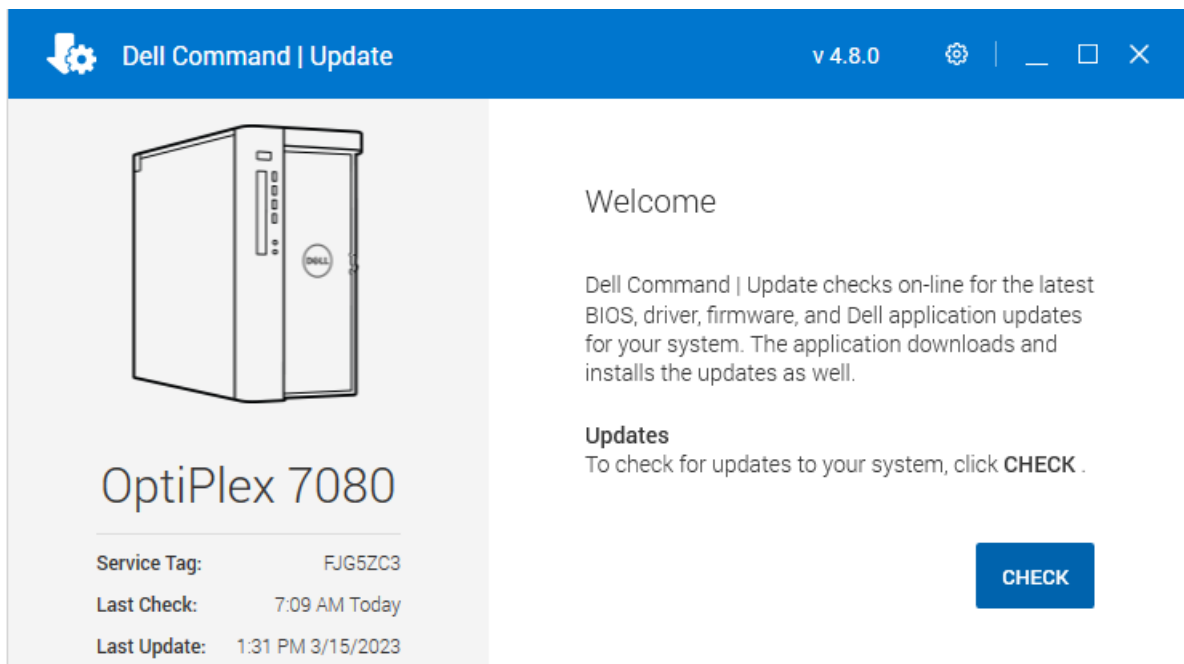 Dell Command | Update
v 4.8.0
DELL
OptiPlex 7080
Service Tag: FJG5ZC3
Last Check: 7:09 AM Today
Last Update: 1:31 PM 3/15/2023
Welcome
Dell Command | Update checks on-line for the latest
BIOS, driver, firmware, and Dell application updates
for your system. The application downloads and
installs the updates as well.
Updates
To check for updates to your system, click CHECK .
CHECK